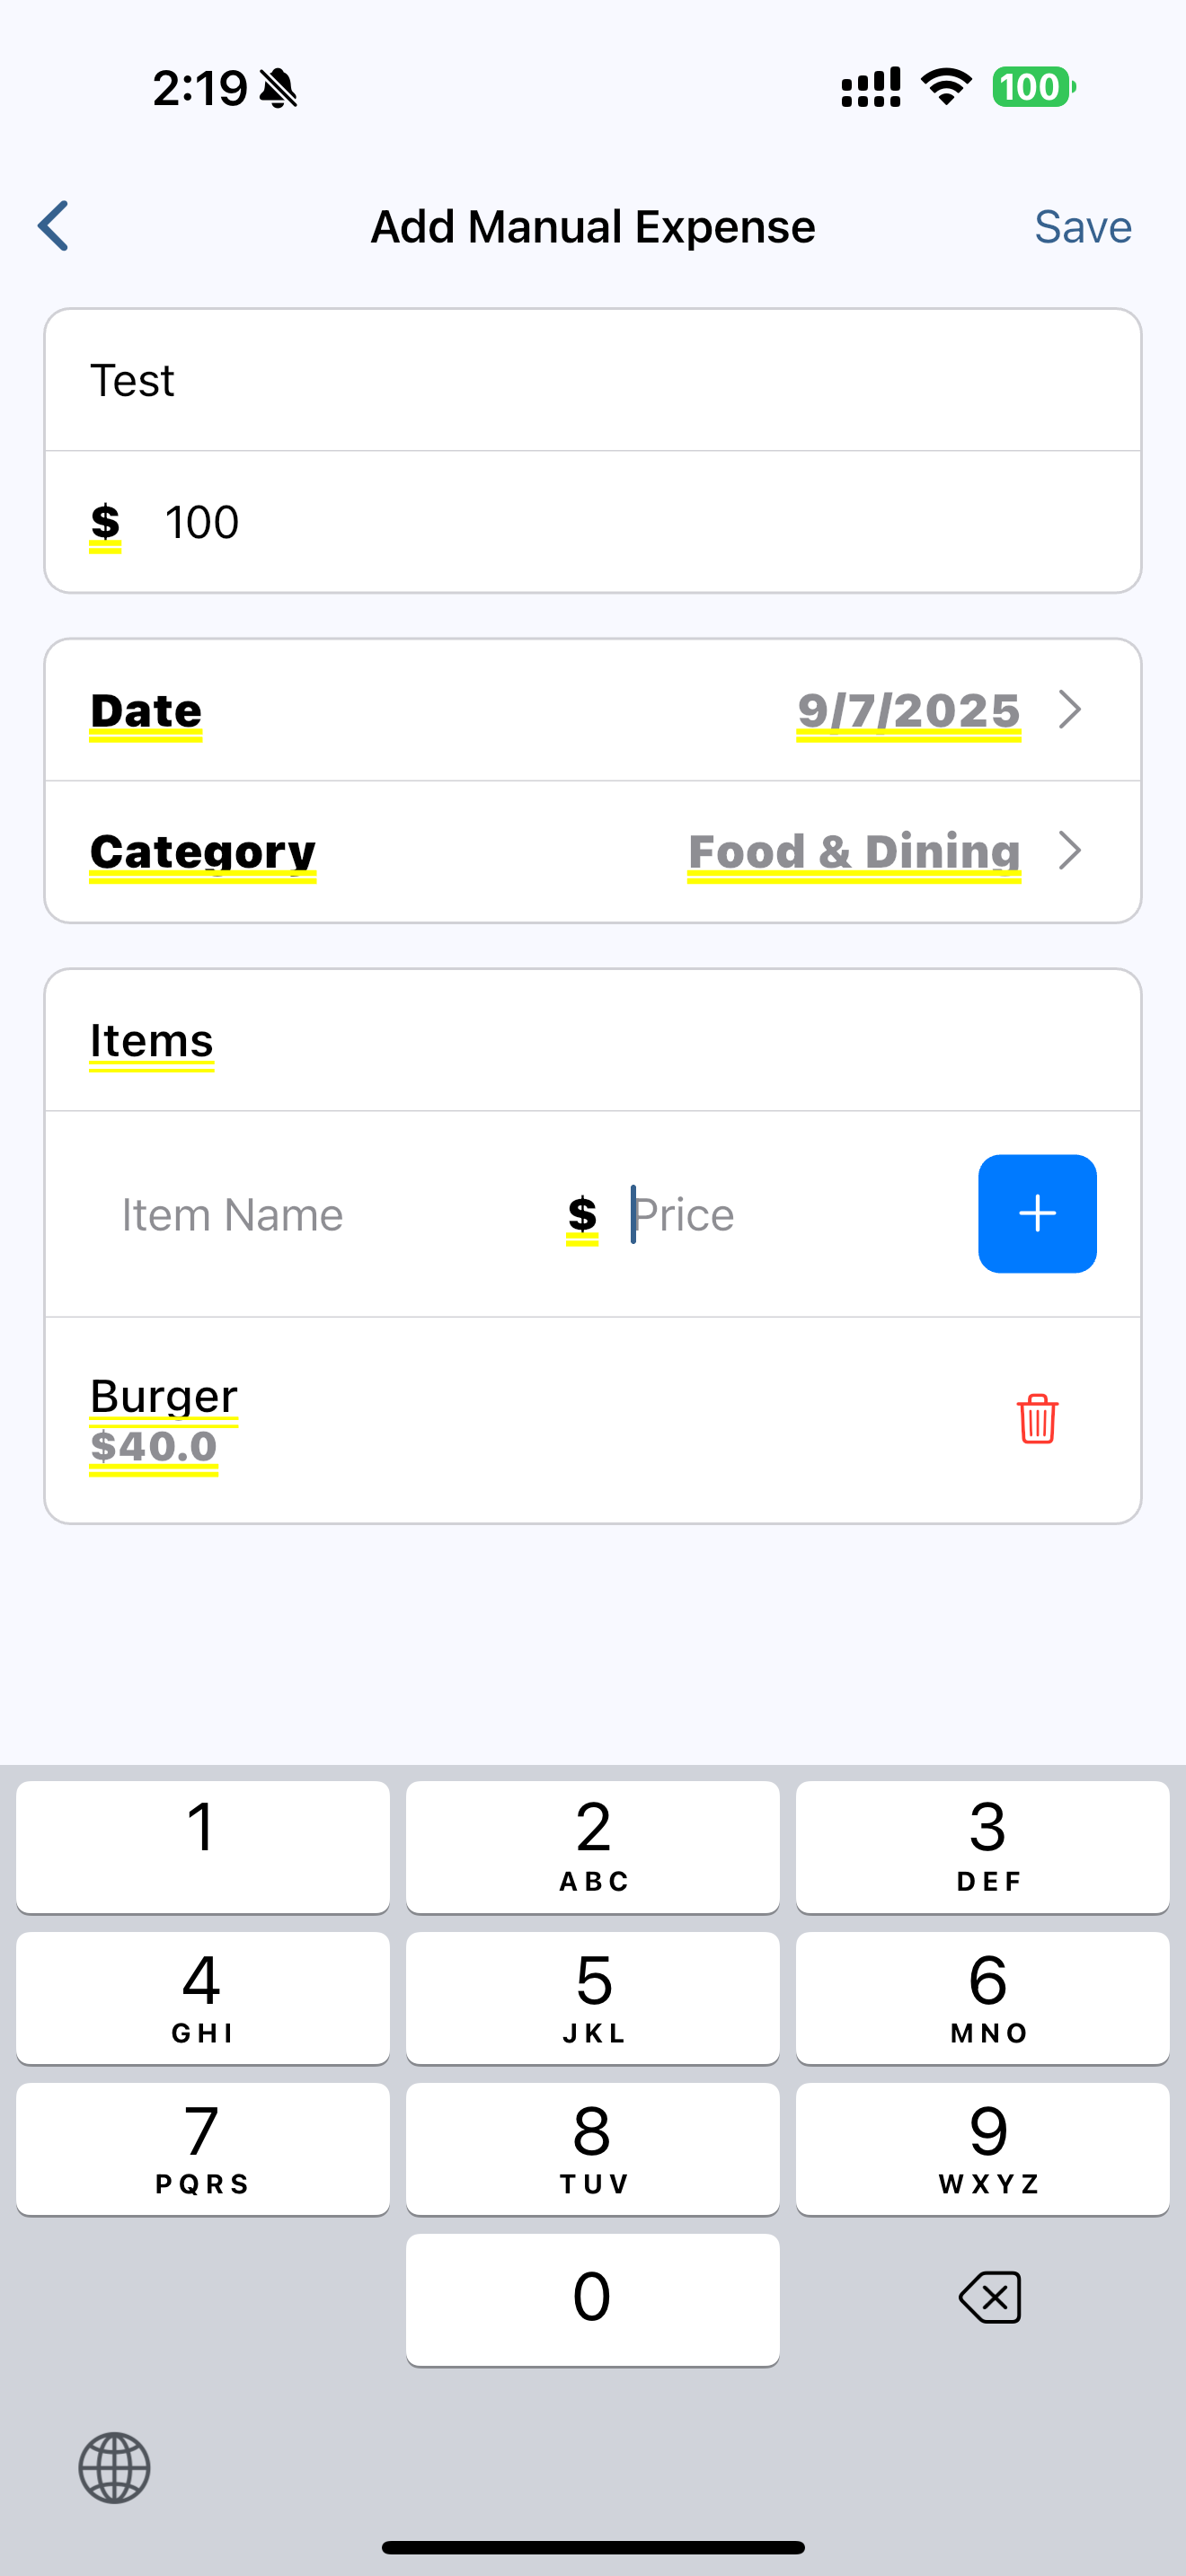 2:19
100
Add Manual Expense
Save
Test
$ 100
Date 9/7/2025
Category Food & Dining
Items
Item Name $ Price
Burger
$40.0
1
2 ABC
3 DEF
4 GHI
5 JKL
6 MNO
7 PQRS
8 TUV
9 WXYZ
0